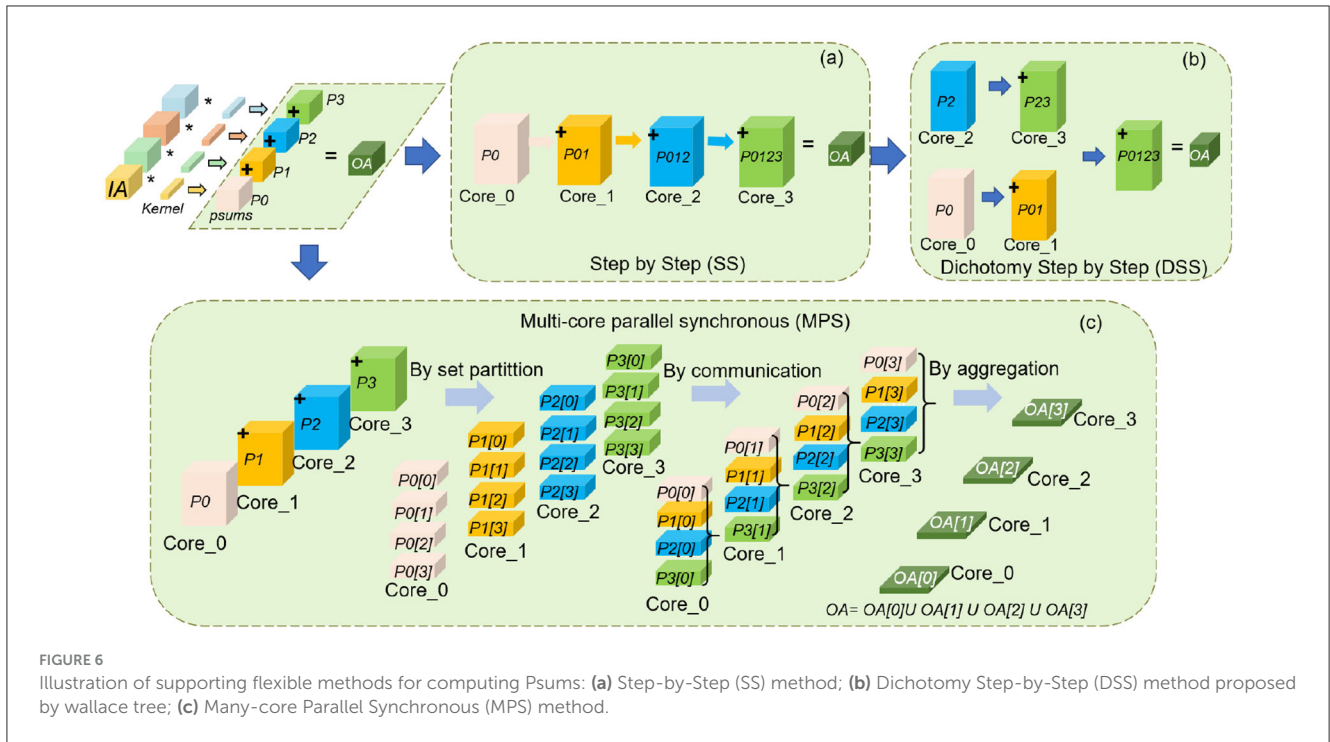 IA
*
*
*
*
Kernel
psums
P0
+
P1
+
P2
+
P3
=
OA
(a)
P0
Core_0
+
P01
Core_1
+
P012
Core_2
+
P0123
Core_3
=
OA
Step by Step (SS)
(b)
P2
Core_2
+
P23
Core_3
P0
Core_0
+
P01
Core_1
+
P0123
=
OA
Dichotomy Step by Step (DSS)
Multi-core parallel synchronous (MPS)
(c)
P0
Core_0
+
P1
Core_1
+
P2
Core_2
+
P3
Core_3
By set partition
P0[0]
P0[1]
P0[2]
P0[3]
Core_0
P1[0]
P1[1]
P1[2]
P1[3]
Core_1
P2[0]
P2[1]
P2[2]
P2[3]
Core_2
P3[0]
P3[1]
P3[2]
P3[3]
Core_3
By communication
P0[0]
P1[0]
P2[0]
P3[0]
Core_0
P0[1]
P1[1]
P2[1]
P3[1]
Core_1
P0[2]
P1[2]
P2[2]
P3[2]
Core_2
P0[3]
P1[3]
P2[3]
P3[3]
Core_3
By aggregation
OA[3]
Core_3
OA[2]
Core_2
OA[1]
Core_1
OA[0]
Core_0
OA= OA[0]U OA[1] U OA[2] U OA[3]
FIGURE 6
Illustration of supporting flexible methods for computing Psums: (a) Step-by-Step (SS) method; (b) Dichotomy Step-by-Step (DSS) method proposed
by wallace tree; (c) Many-core Parallel Synchronous (MPS) method.